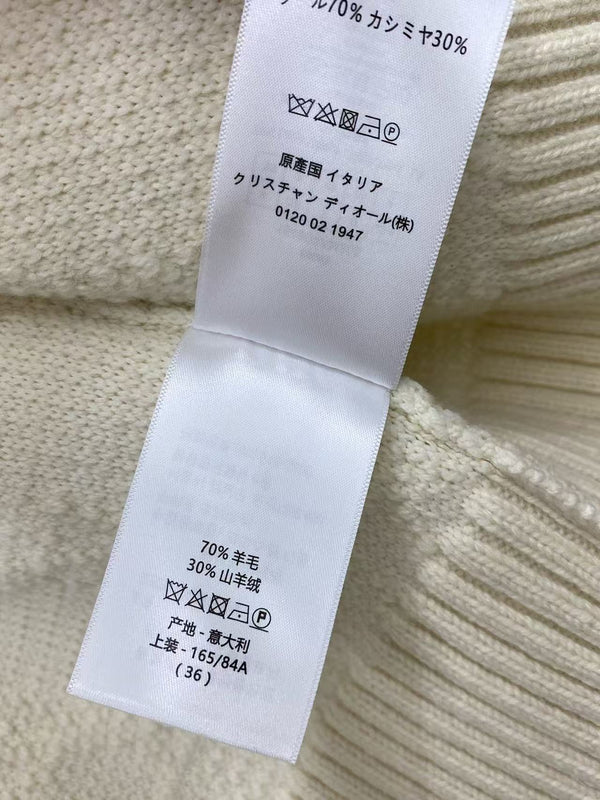 ール70% カシミヤ30%
原産国 イタリア
クリスチャン ディオール(株)
0120 02 1947
70% 羊毛
30% 山羊绒
P
产地 - 意大利
上装 - 165/84A
( 36 )